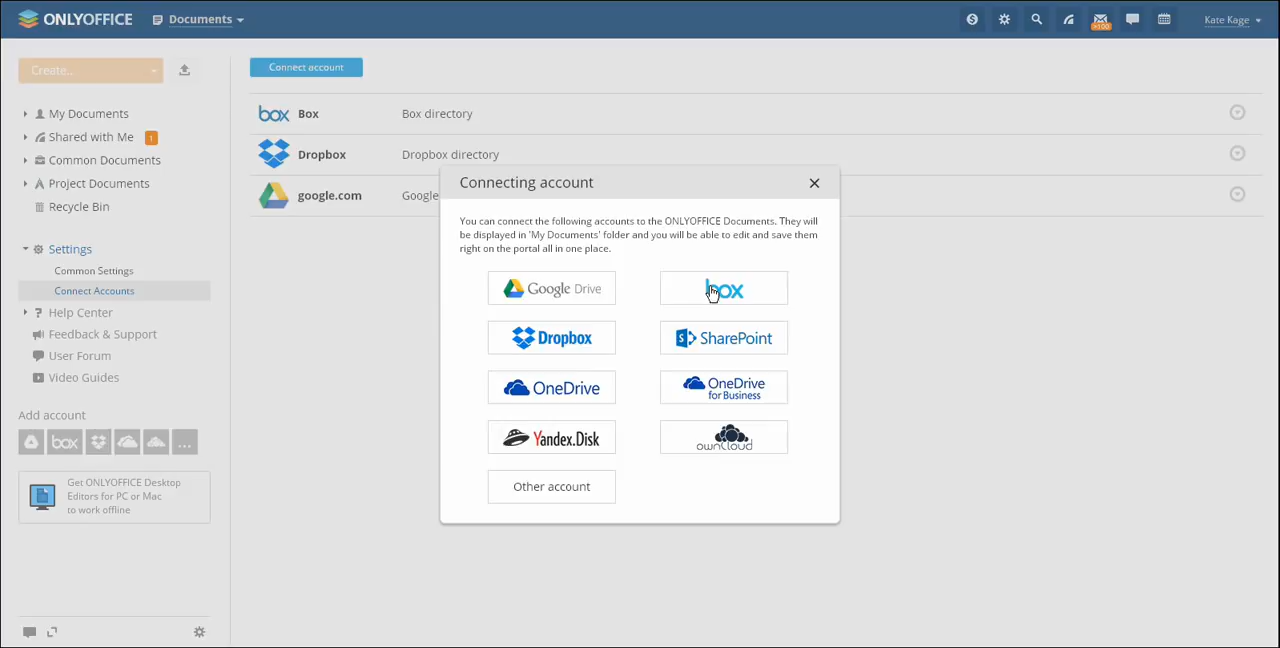 ONLYOFFICE Documents
+100
Kate Kage
Create...
Connect account
My Documents
Shared with Me 1
Common Documents
Project Documents
Recycle Bin
Settings
Common Settings
Connect Accounts
Help Center
Feedback & Support
User Forum
Video Guides
Add account
box
...
Get ONLYOFFICE Desktop
Editors for PC or Mac
to work offline
box Box Box directory
Dropbox Dropbox directory
google.com Google
Connecting account
You can connect the following accounts to the ONLYOFFICE Documents. They will
be displayed in 'My Documents' folder and you will be able to edit and save them
right on the portal all in one place.
Google Drive
box
Dropbox
SharePoint
OneDrive
OneDrive
for Business
Yandex.Disk
ownCloud
Other account